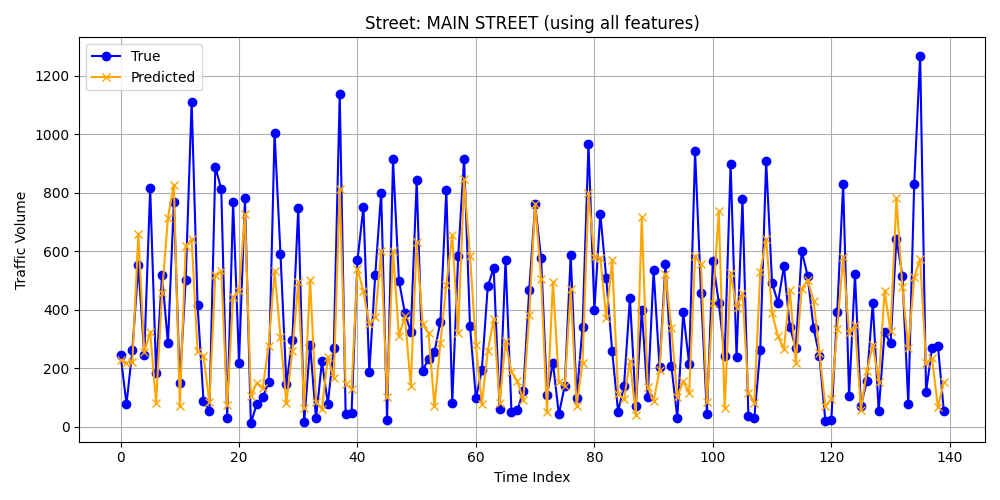 Street: MAIN STREET (using all features)
True
Predicted
Traffic Volume
1200
1000
800
600
400
200
0
0 20 40 60 80 100 120 140
Time Index